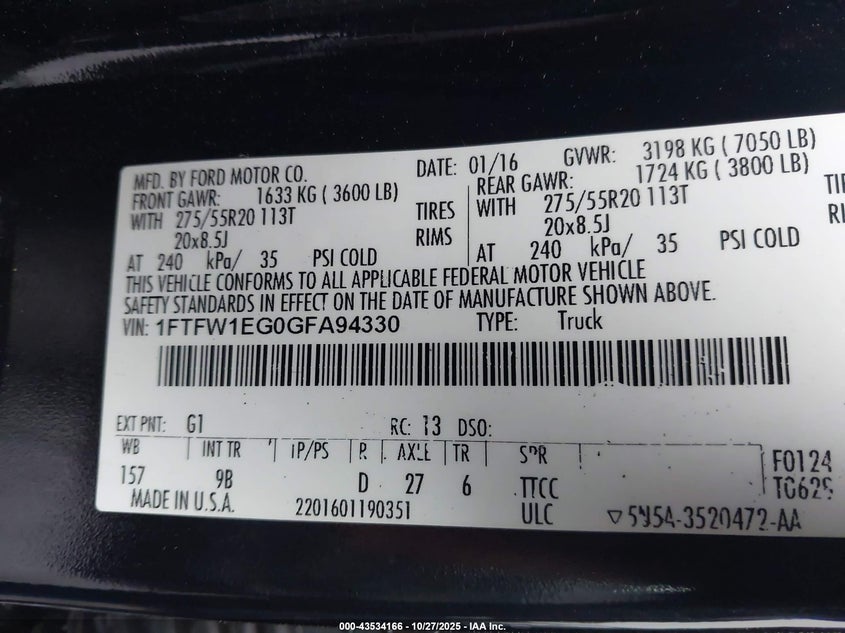 MFD. BY FORD MOTOR CO. DATE: 01/16 GVWR: 3198 KG ( 7050 LB)
FRONT GAWR: 1633 KG ( 3600 LB) REAR GAWR: 1724 KG ( 3800 LB)
WITH 275/55R20 113T TIRES WITH 275/55R20 113T
20x8.5J RIMS 20x8.5J
AT 240 kPa/ 35 PSI COLD AT 240 kPa/ 35 PSI COLD
THIS VEHICLE CONFORMS TO ALL APPLICABLE FEDERAL MOTOR VEHICLE
SAFETY STANDARDS IN EFFECT ON THE DATE OF MANUFACTURE SHOWN ABOVE.
VIN: 1FTFW1EG0GFA94330 TYPE: Truck
EXT PNT: G1 RC: 13 DSO:
WB INT TR TP/PS R AXLE TR SPR
157 9B D 27 6 TTCC
F0124
MADE IN U.S.A. 2201601190351 ULC
000-43534166 - 10/27/2025 - IAA Inc.